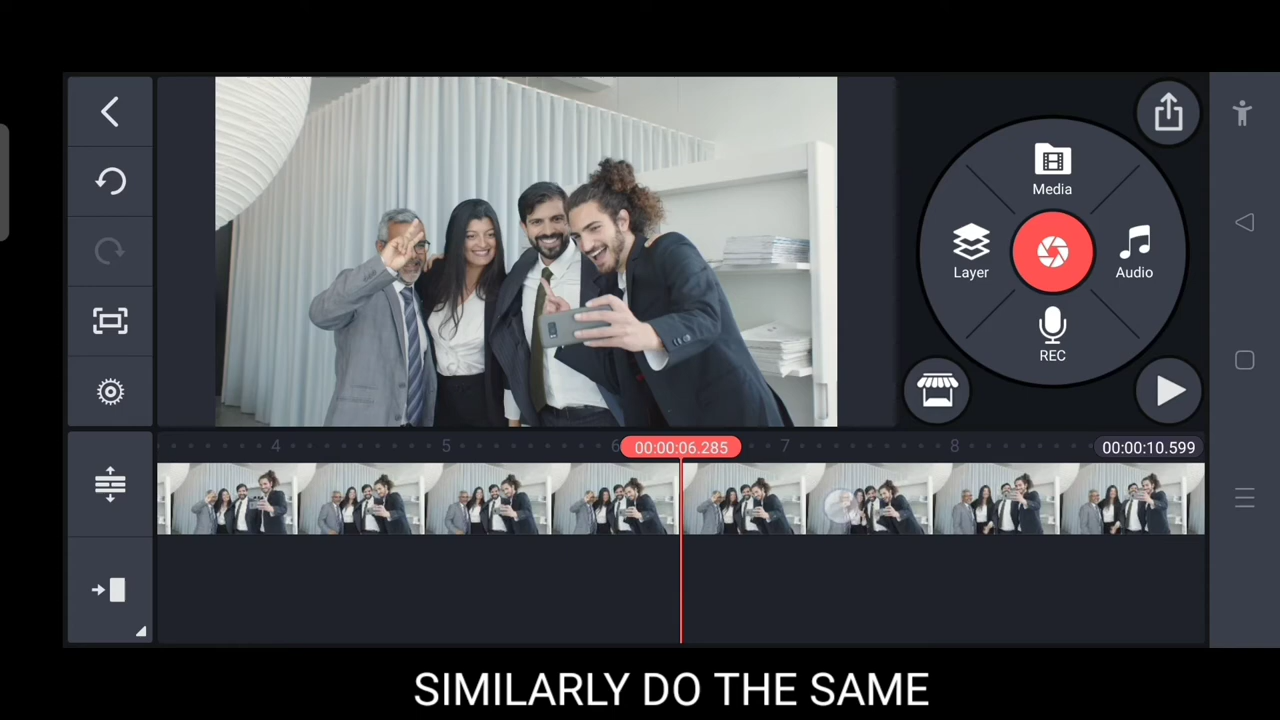 Media
Layer
Audio
REC
4
5
6
00:00:06.285
7
8
00:00:10.599
SIMILARLY DO THE SAME